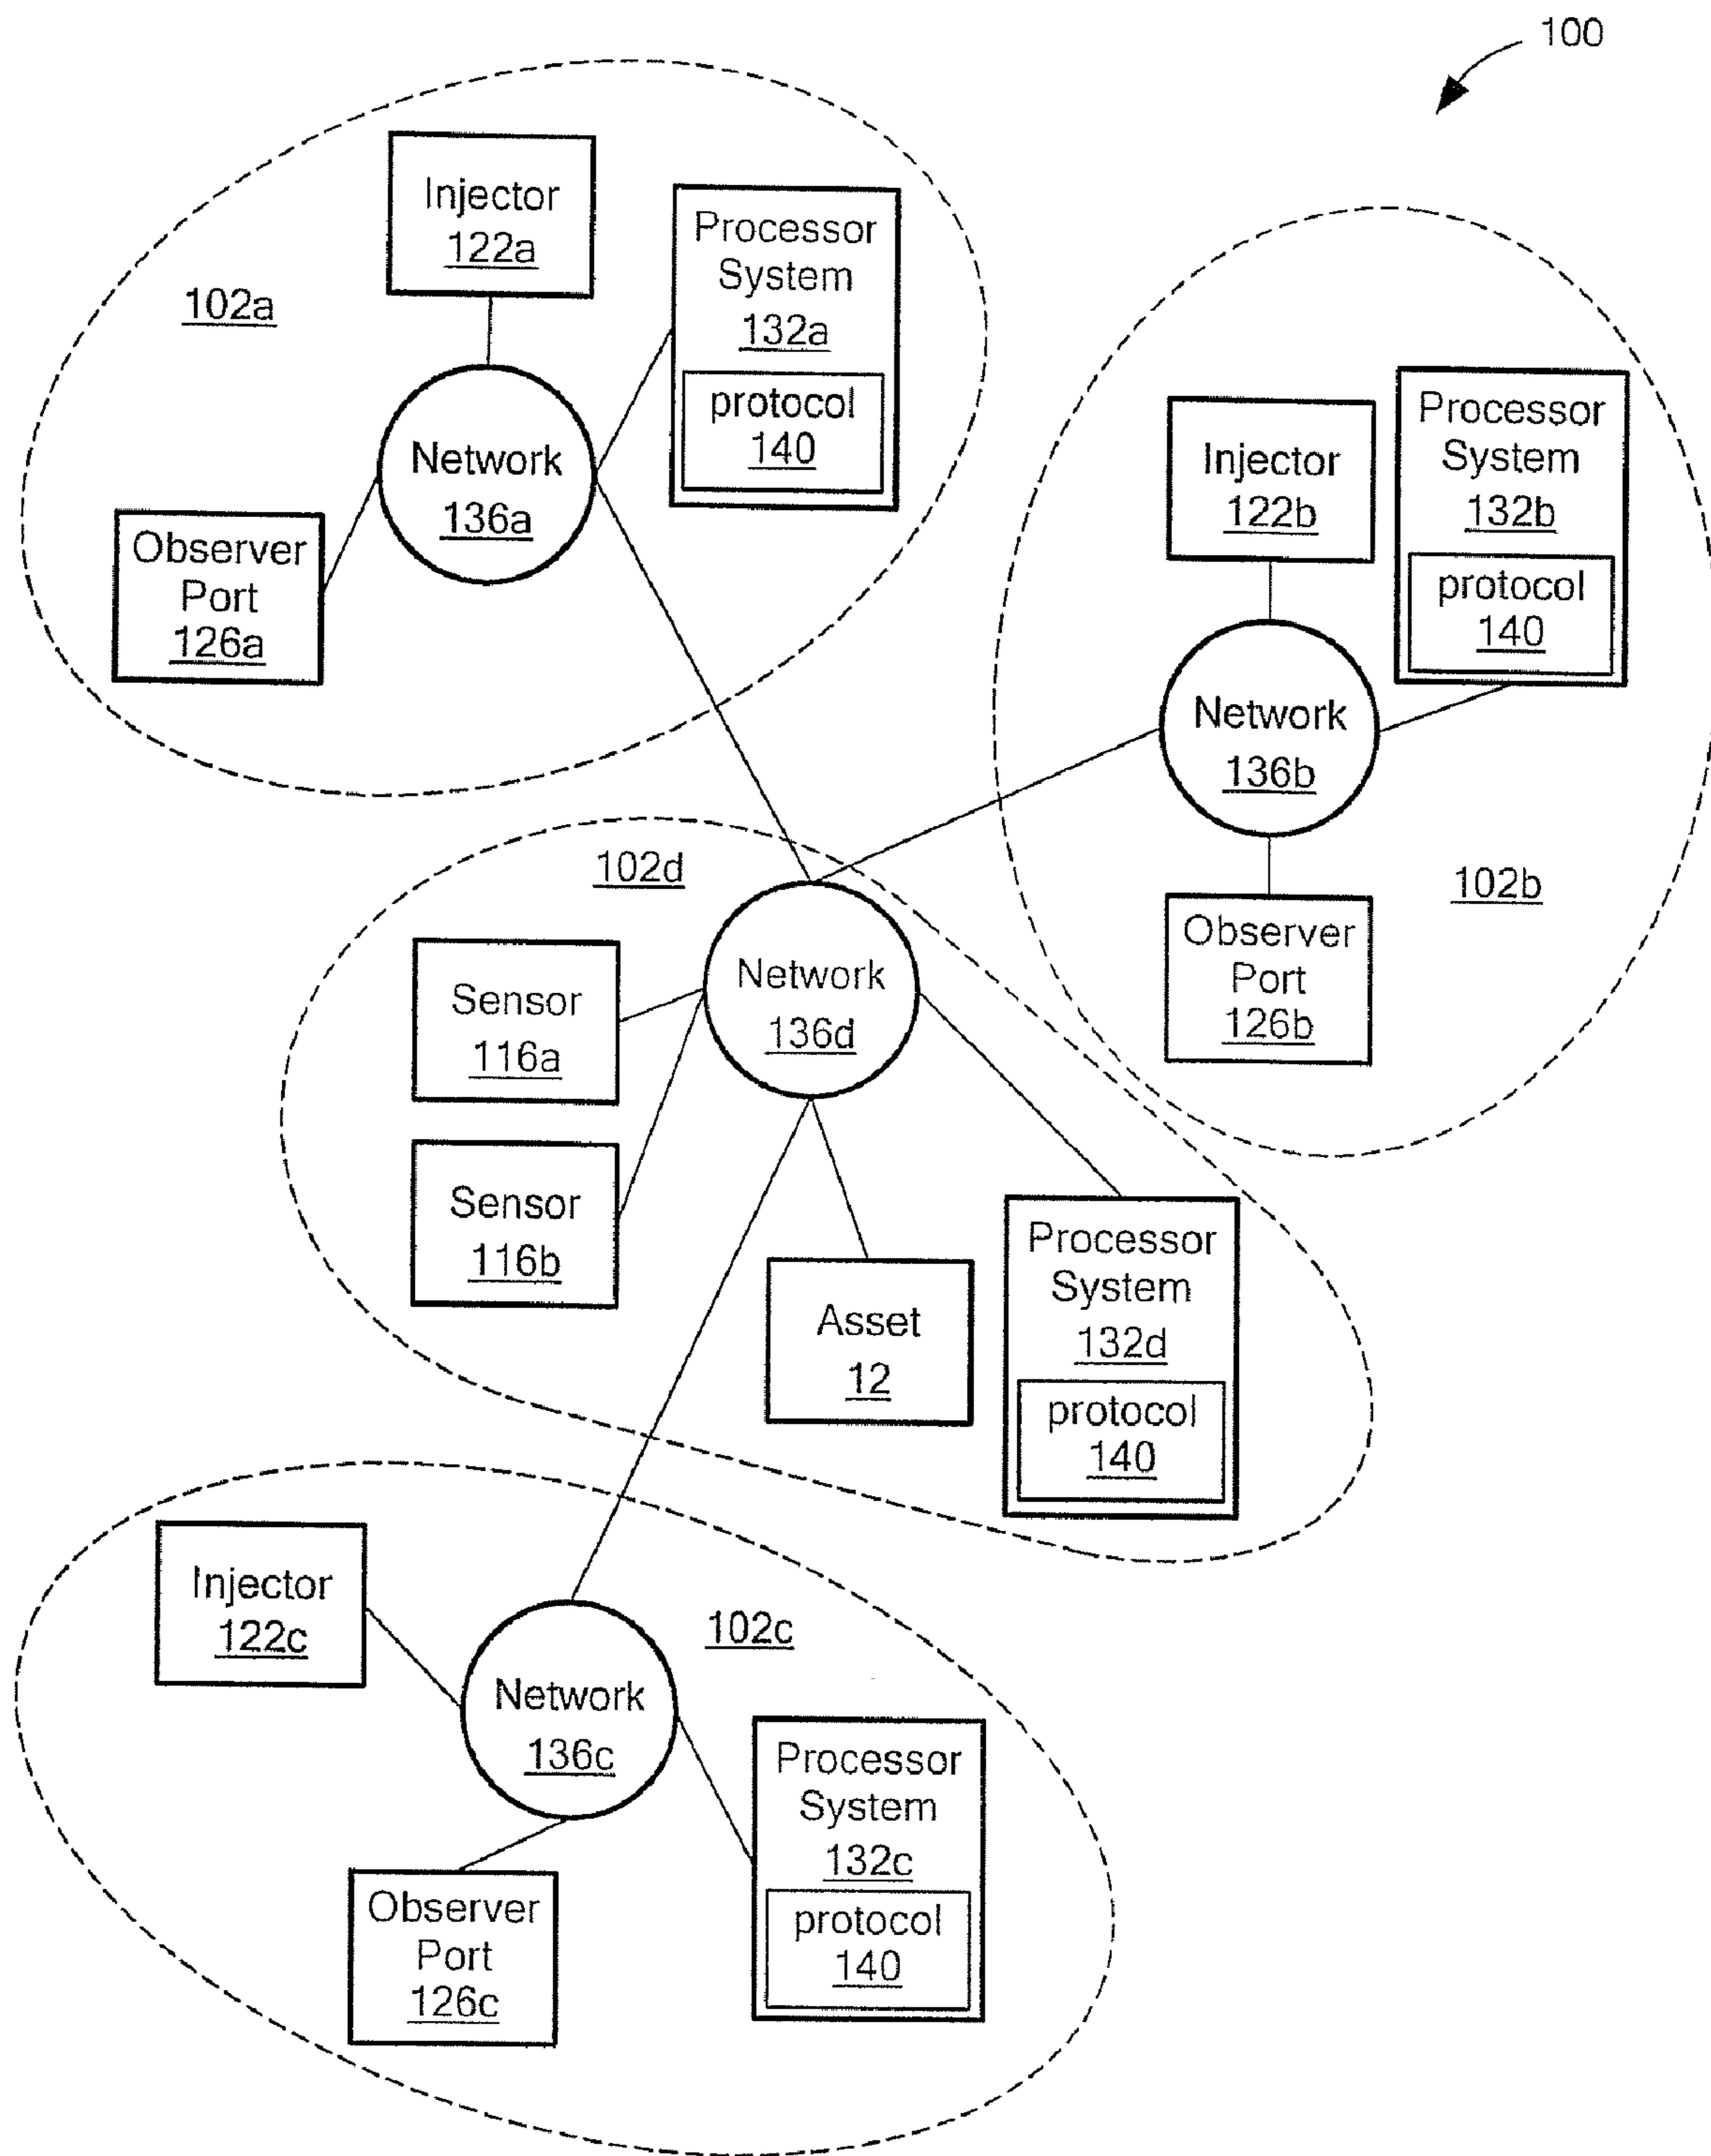 100
Injector
122a
Processor
System
132a
protocol
140
102a
Network
136a
Observer
Port
126a
Injector
122b
Processor
System
132b
protocol
140
Network
136b
102b
Observer
Port
126b
102d
Network
136d
Sensor
116a
Sensor
116b
Asset
12
Processor
System
132d
protocol
140
Injector
122c
102c
Network
136c
Processor
System
132c
protocol
140
Observer
Port
126c